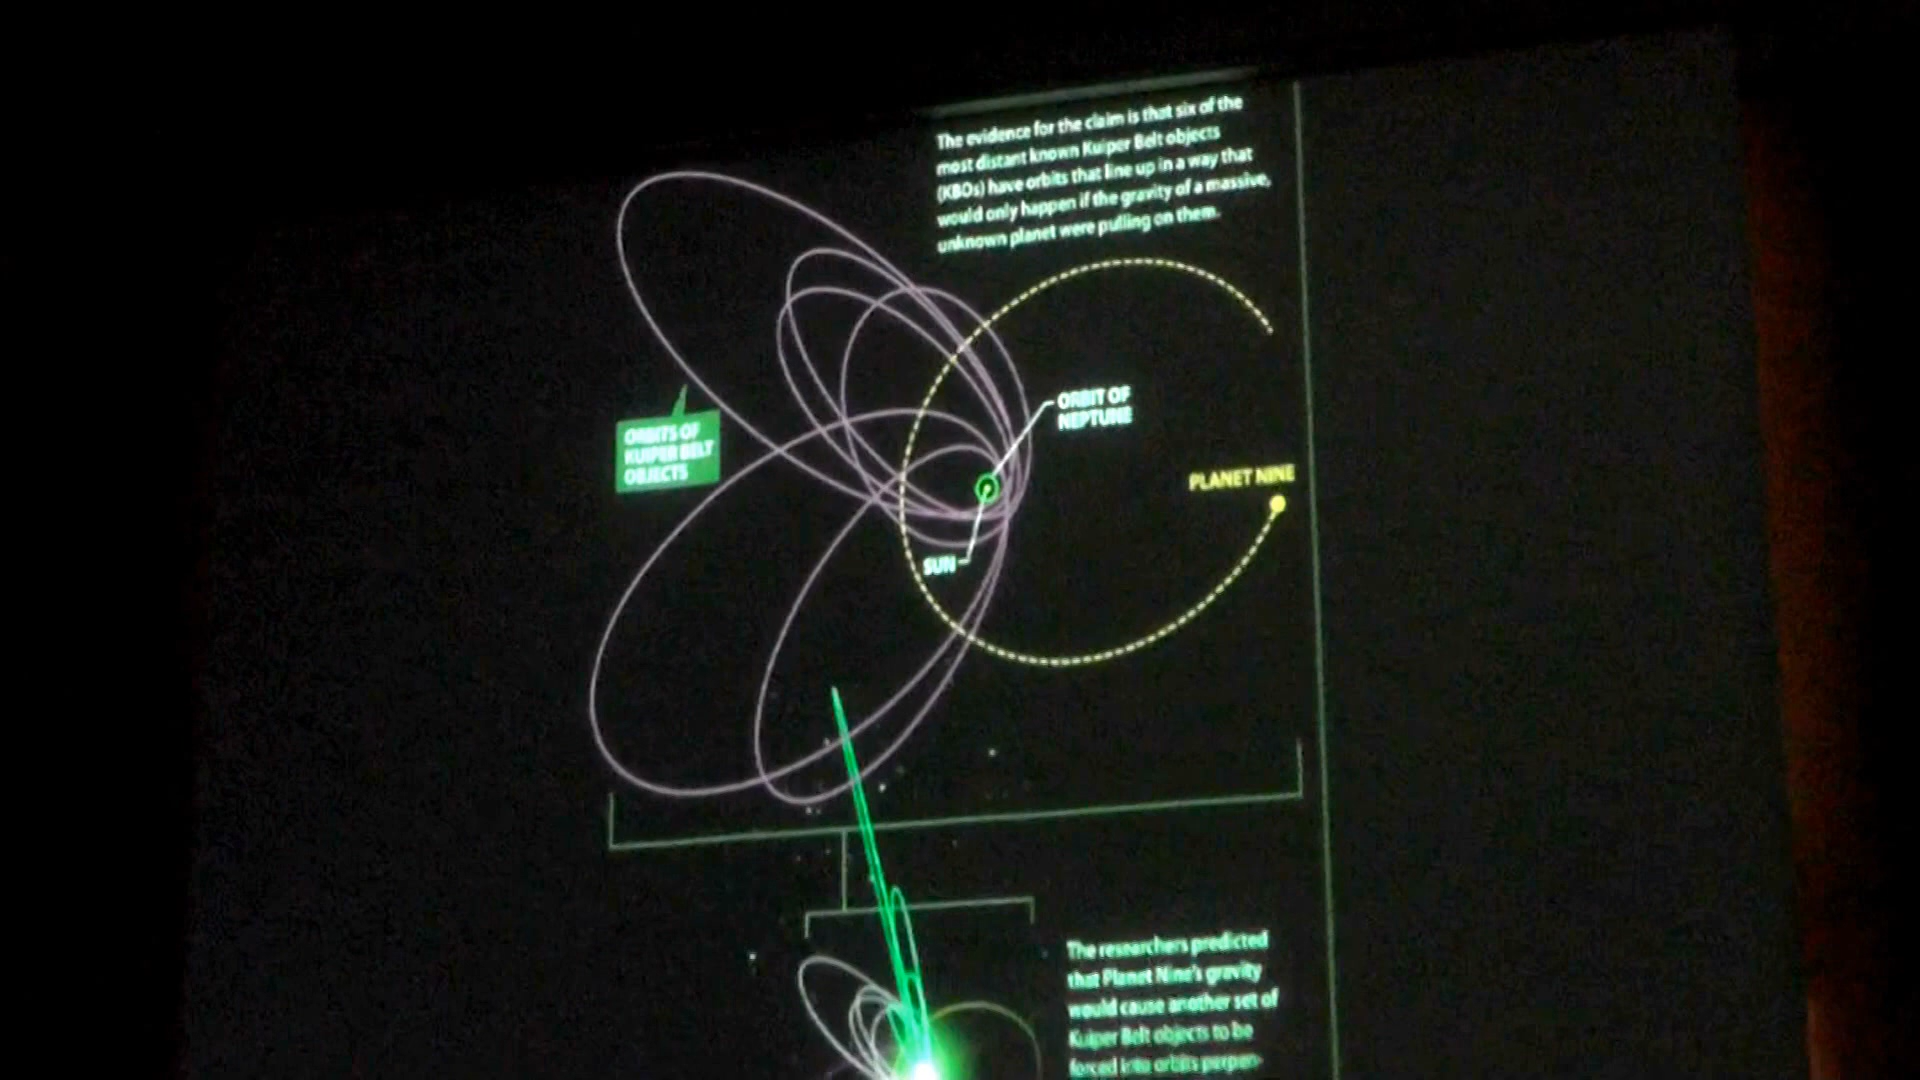 The evidence for the claim is that six of the
most distant known Kuiper Belt objects
(KBOs) have orbits that line up in a way that
would only happen if the gravity of a massive,
unknown planet were pulling on them.
ORBIT OF
NEPTUNE
ORBITS OF
KUIPER BELT
OBJECTS
PLANET NINE
SUN
The researchers predicted
that Planet Nine's gravity
would cause another set of
Kuiper Belt objects to be
forced into orbits perpen-